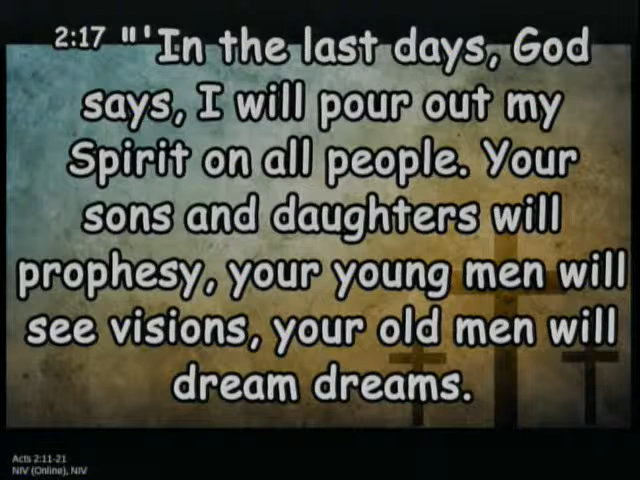 2:17 "'In the last days, God
says, I will pour out my
Spirit on all people. Your
sons and daughters will
prophesy, your young men will
see visions, your old men will
dream dreams.
Acts 2:11-21
NIV (Online), NIV